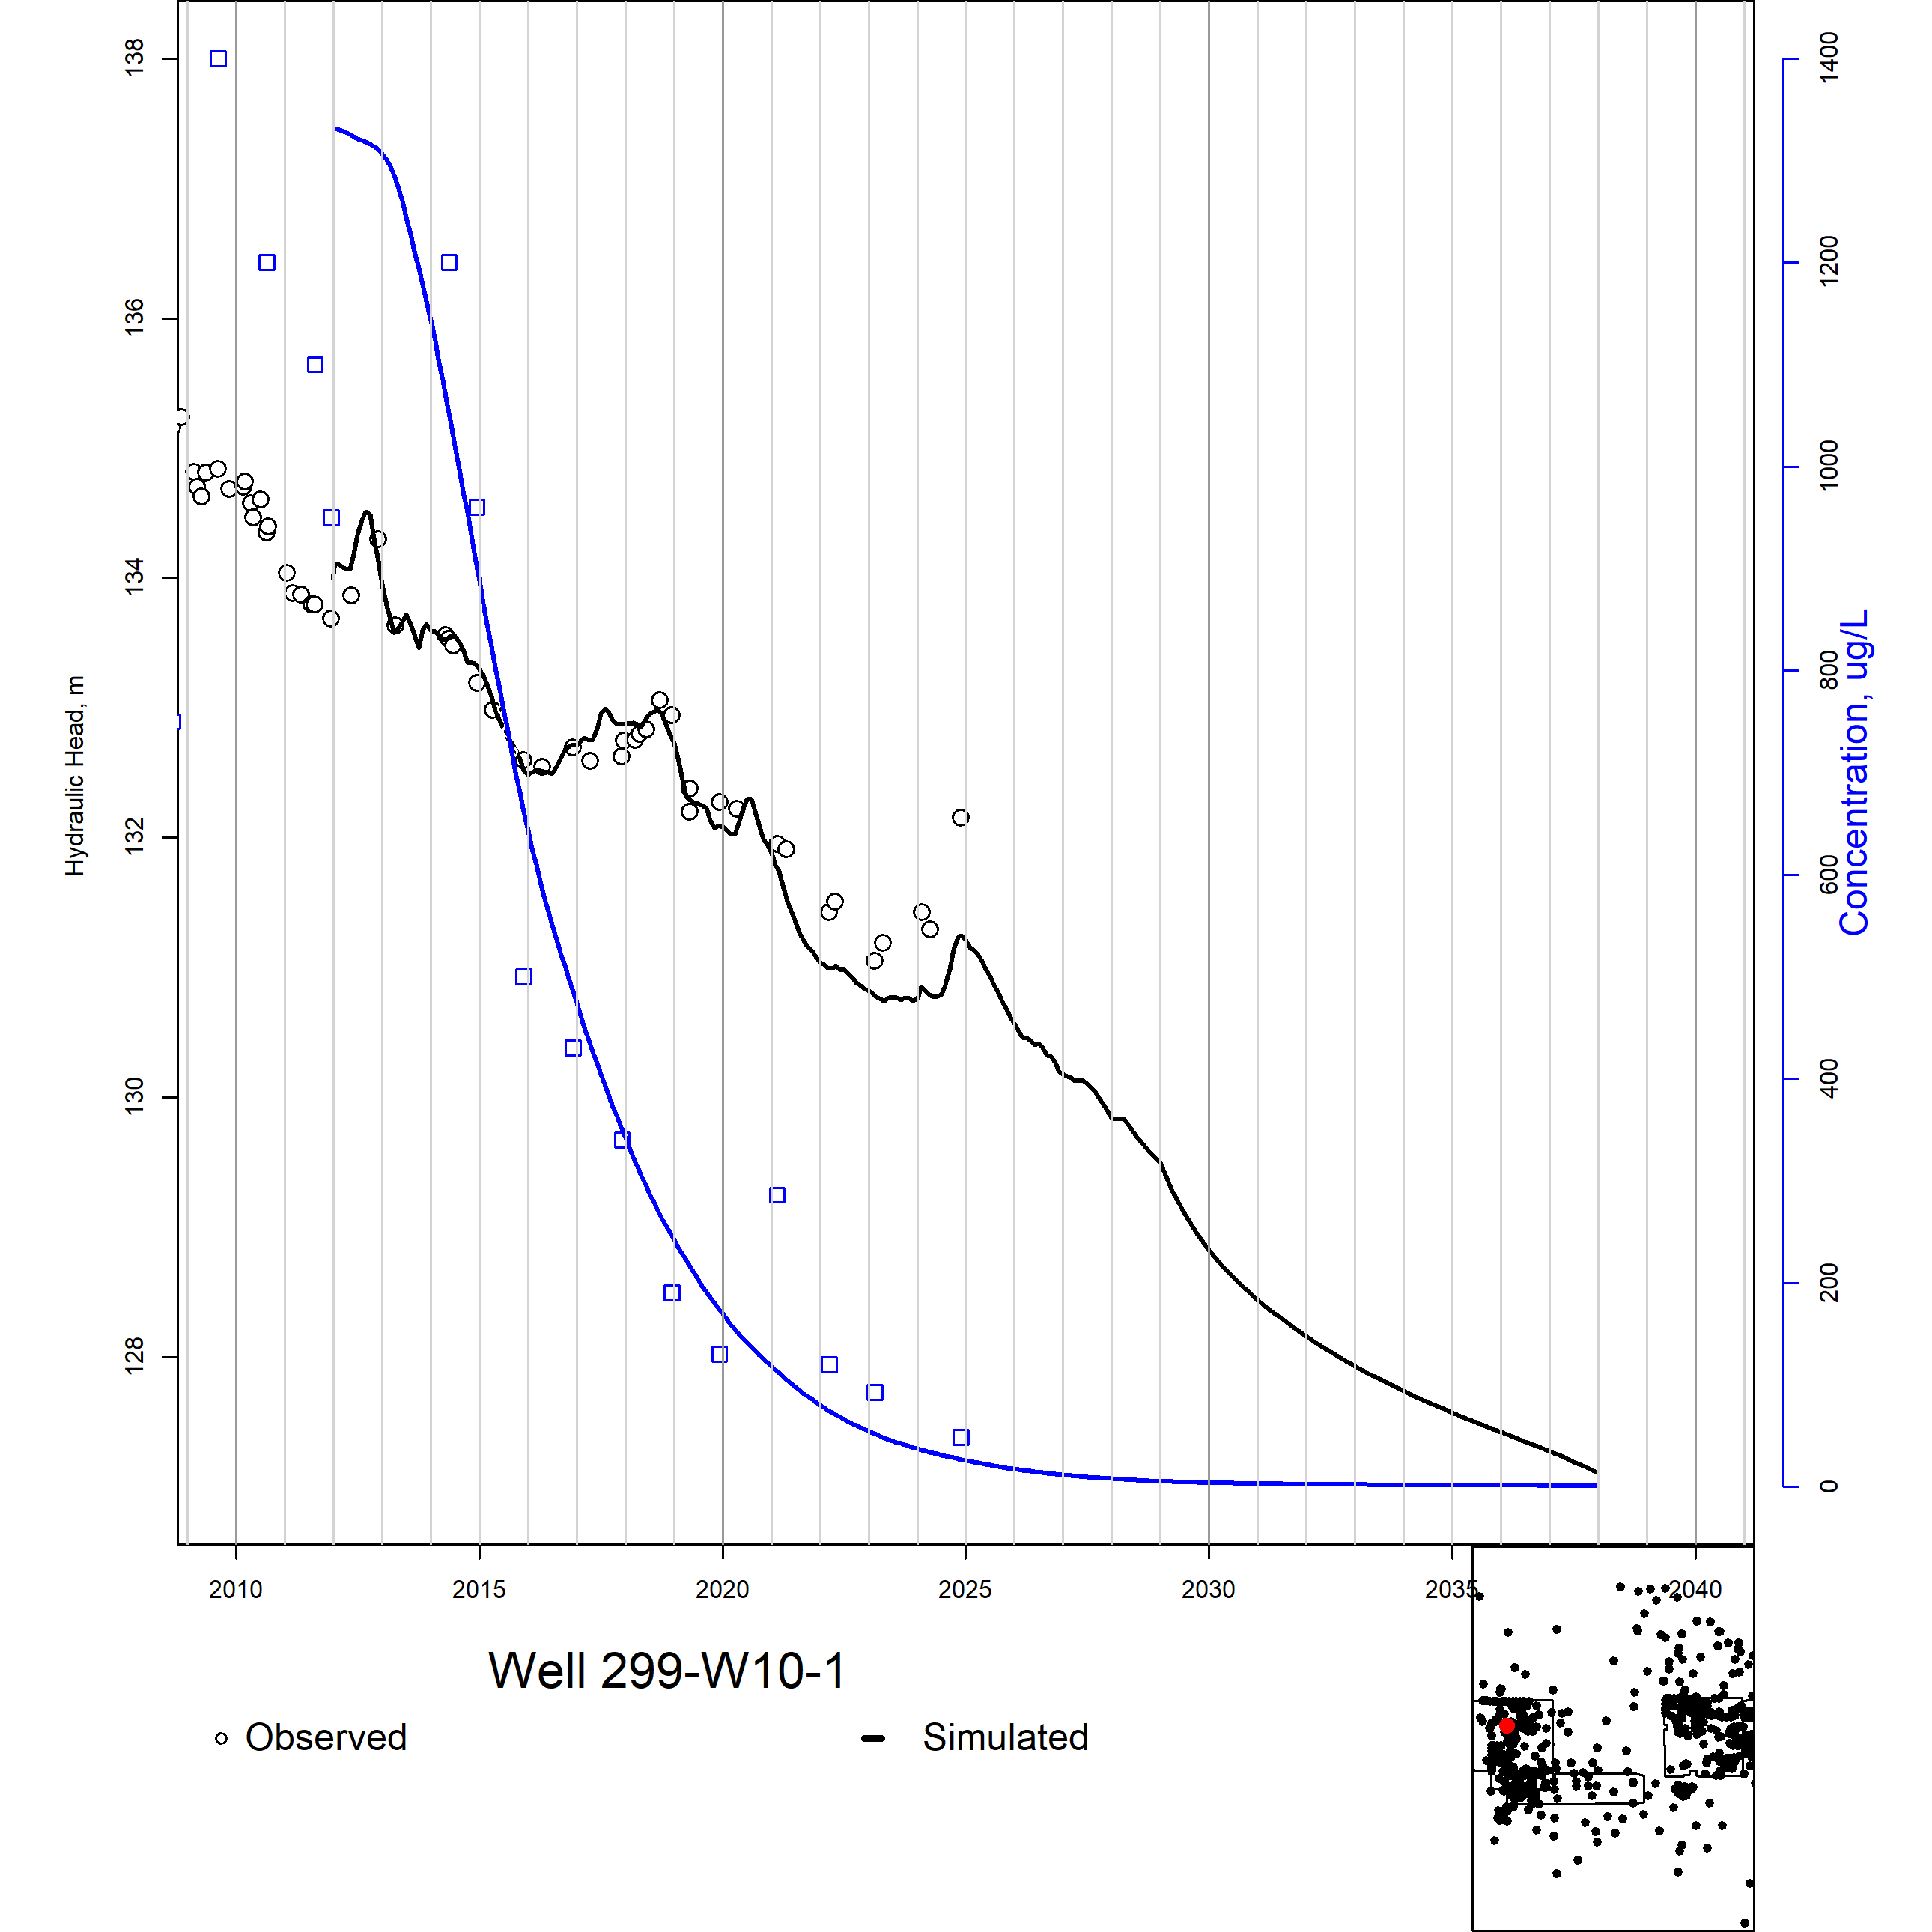 138
136
134
132
130
128
Hydraulic Head, m
1400
1200
1000
800
600
400
200
0
Concentration, ug/L
2010 2015 2020 2025 2030 2035 2040
Well 299-W10-1
Observed Simulated